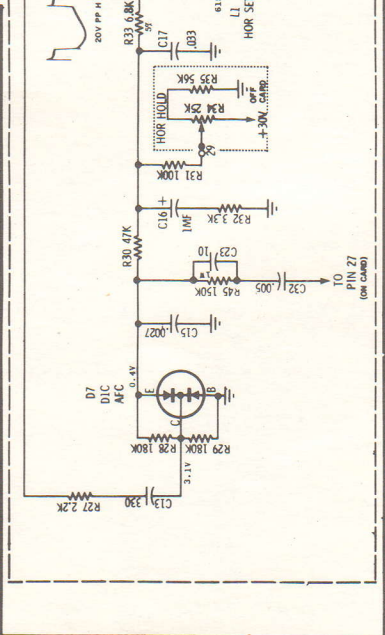 20V PP H
R33 6.8K
5%
C17
.033
61
L1
HOR SE
HOR HOLD
R35 56K
R34 25K
+30V
OFF
CARD
29
R31 100K
C16 +
1MF
R32 3.3K
R30 47K
C23
10
1W
R45 150K
C32
.005
TO
PIN 27
(ON CARD)
C15
.0027
0.4V
D7
D1C
AFC
E
B
C
R28 180K
R29 180K
3.1V
R27 2.2K
C13
330